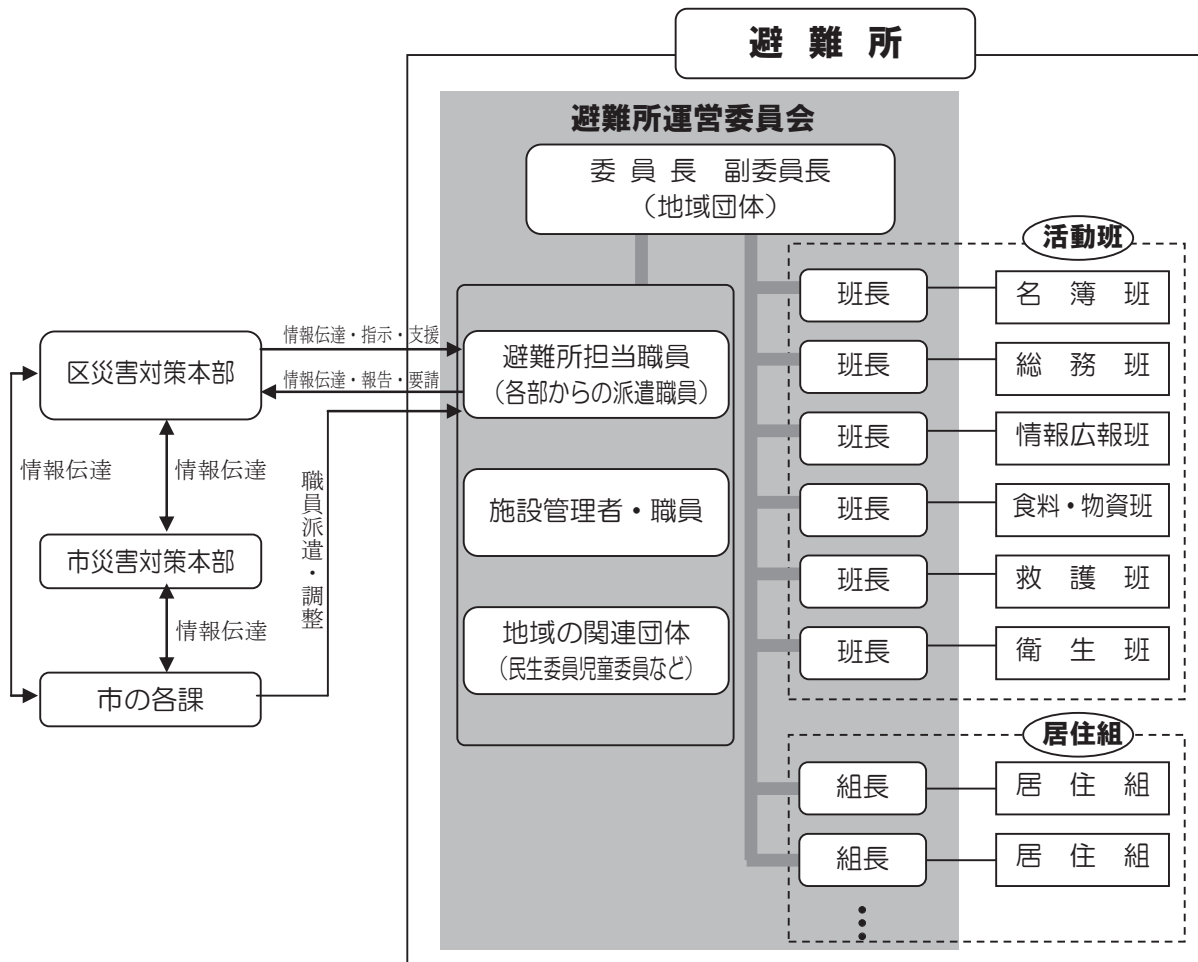 避 難 所
避難所運営委員会
委 員 長　副委員長
（地域団体）
活動班
班長
名 簿 班
班長
総 務 班
班長
情報広報班
班長
食料・物資班
班長
救 護 班
班長
衛 生 班
情報伝達・指示・支援
情報伝達・報告・要請
区災害対策本部
避難所担当職員
（各部からの派遣職員）
情報伝達
情報伝達
職員派遣・調整
施設管理者・職員
市災害対策本部
情報伝達
地域の関連団体
（民生委員児童委員など）
市の各課
居住組
組長
居 住 組
組長
居 住 組